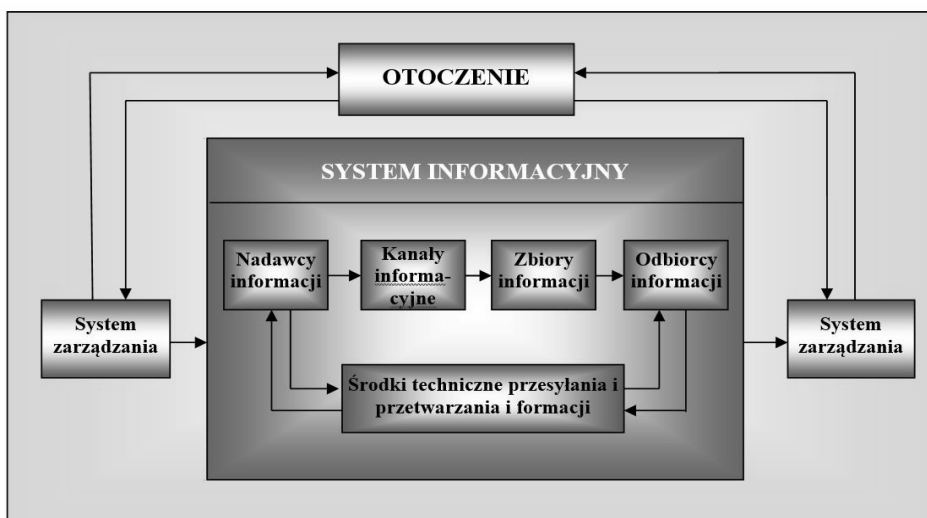 OTOCZENIE
SYSTEM INFORMACYJNY
Nadawcy
informacji
Kanały
informa-
cyjne
Zbiory
informacji
Odbiorcy
informacji
System
zarządzania
Środki techniczne przesyłania i
przetwarzania i formacji
System
zarządzania